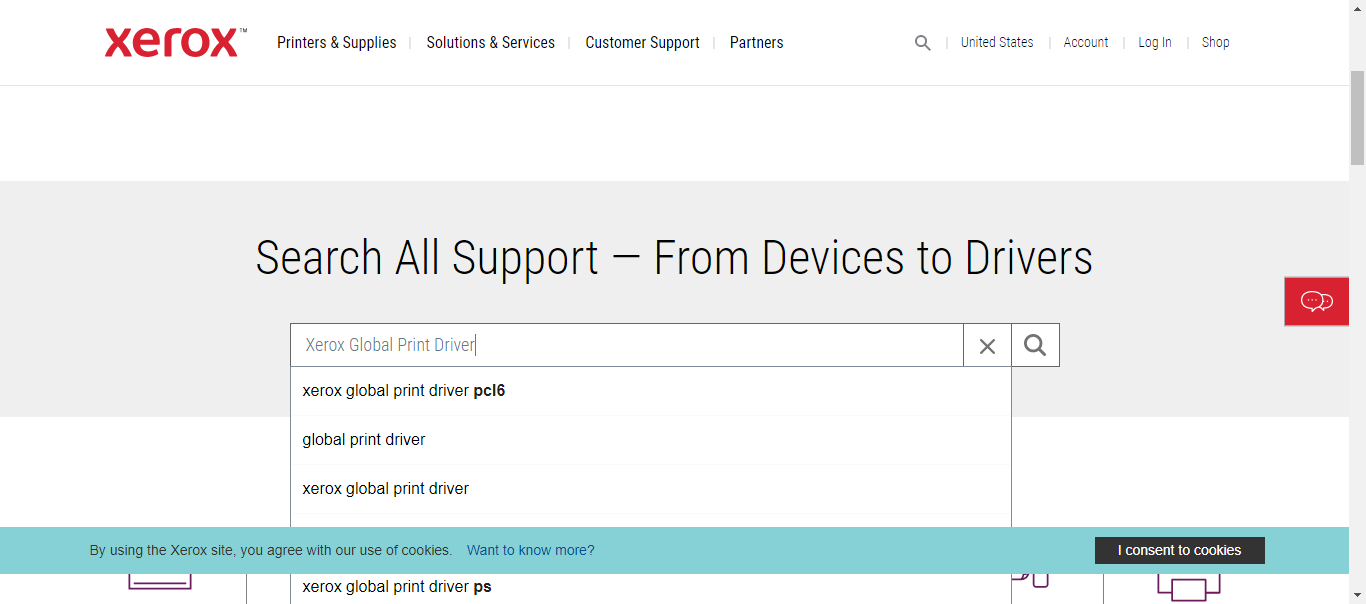 xerox™
Printers & Supplies | Solutions & Services | Customer Support | Partners
United States | Account | Log In | Shop
Search All Support — From Devices to Drivers
Xerox Global Print Driver
xerox global print driver pcl6
global print driver
xerox global print driver
By using the Xerox site, you agree with our use of cookies. Want to know more?
I consent to cookies
xerox global print driver ps